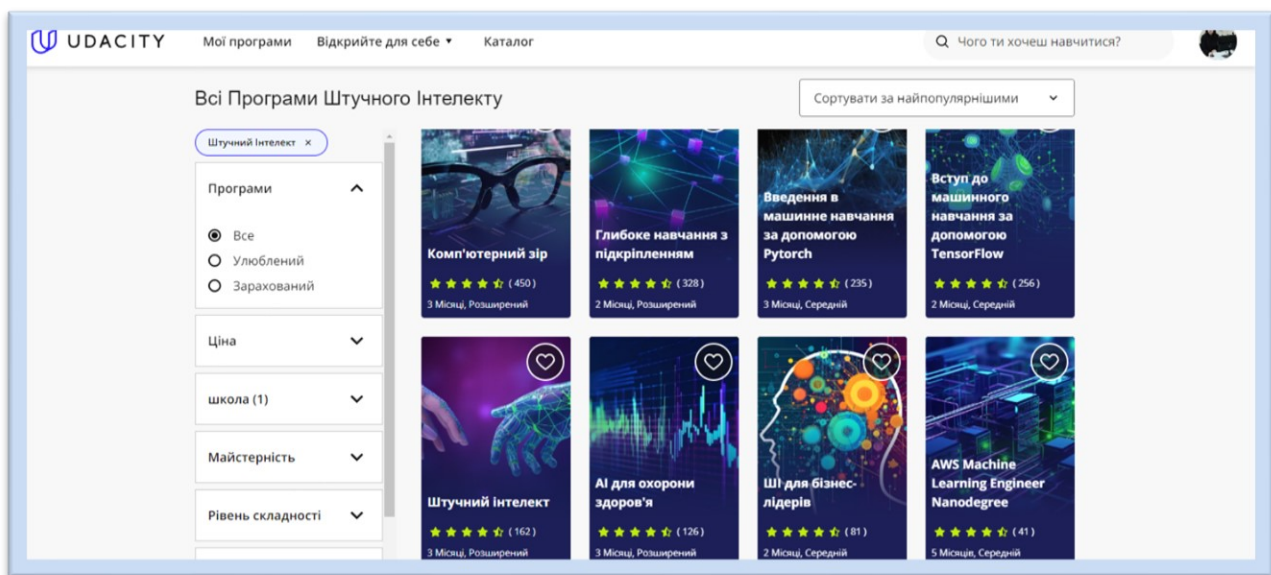 UDACITY Мої програми Відкрийте для себе Каталог Чого ти хочеш навчитися?
Всі Програми Штучного Інтелекту
Сортувати за найпопулярнішими
Штучний Інтелект ×
Програми
Все
Улюблений
Зарахований
Ціна
школа (1)
Майстерність
Рівень складності
Комп'ютерний зір
(450)
3 Місяці, Розширений
Глибоке навчання з
підкріпленням
(328)
2 Місяці, Розширений
Введення в
машинне навчання
за допомогою
Pytorch
(235)
3 Місяці, Середній
Вступ до
машинного
навчання за
допомогою
TensorFlow
(256)
2 Місяці, Середній
Штучний інтелект
(162)
3 Місяці, Розширений
AI для охорони
здоров'я
(126)
3 Місяці, Розширений
ШІ для бізнес-
лідерів
(81)
2 Місяці, Середній
AWS Machine
Learning Engineer
Nanodegree
(41)
5 Місяців, Середній